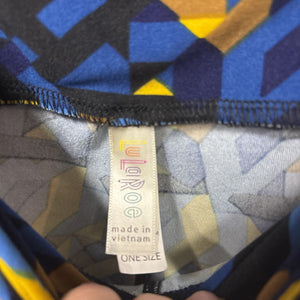 LuLaRoe
made in
vietnam
ONE SIZE